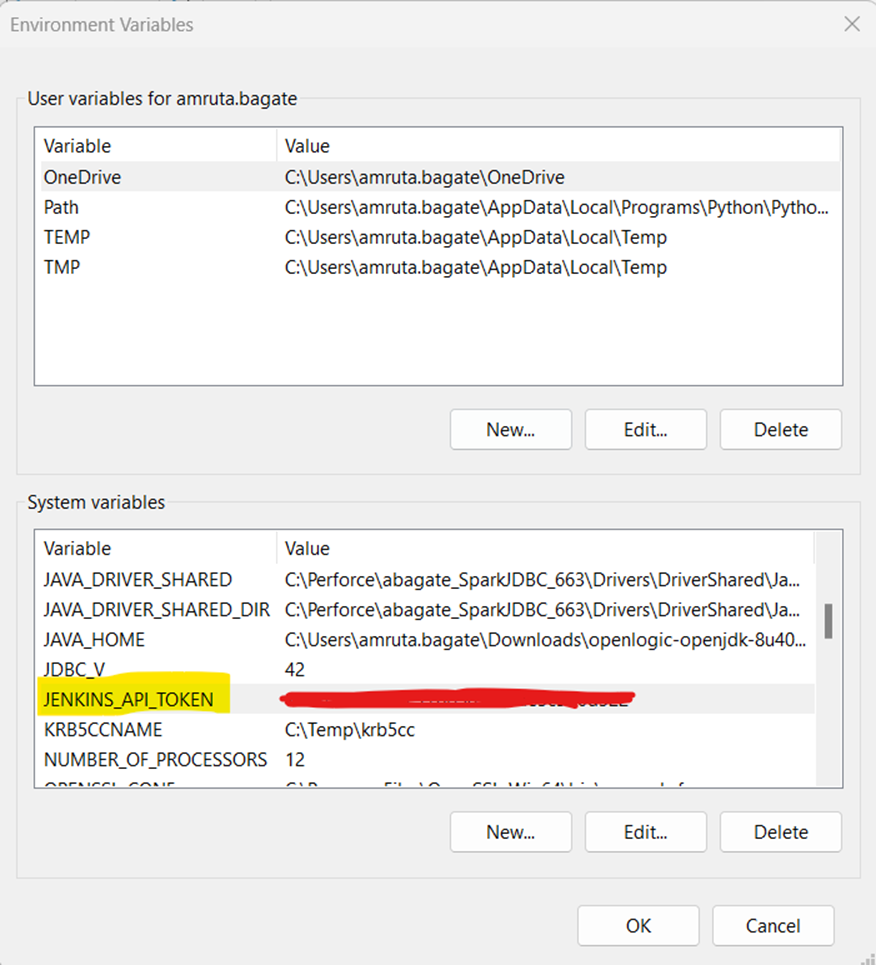 Environment Variables
User variables for amruta.bagate
Variable Value
OneDrive C:\Users\amruta.bagate\OneDrive
Path C:\Users\amruta.bagate\AppData\Local\Programs\Python\Pytho...
TEMP C:\Users\amruta.bagate\AppData\Local\Temp
TMP C:\Users\amruta.bagate\AppData\Local\Temp
New... Edit... Delete
System variables
Variable Value
JAVA_DRIVER_SHARED C:\Perforce\abagate_SparkJDBC_663\Drivers\DriverShared\Ja...
JAVA_DRIVER_SHARED_DIR C:\Perforce\abagate_SparkJDBC_663\Drivers\DriverShared\Ja...
JAVA_HOME C:\Users\amruta.bagate\Downloads\openlogic-openjdk-8u40...
JDBC_V 42
JENKINS_API_TOKEN
KRB5CCNAME C:\Temp\krb5cc
NUMBER_OF_PROCESSORS 12
New... Edit... Delete
OK Cancel